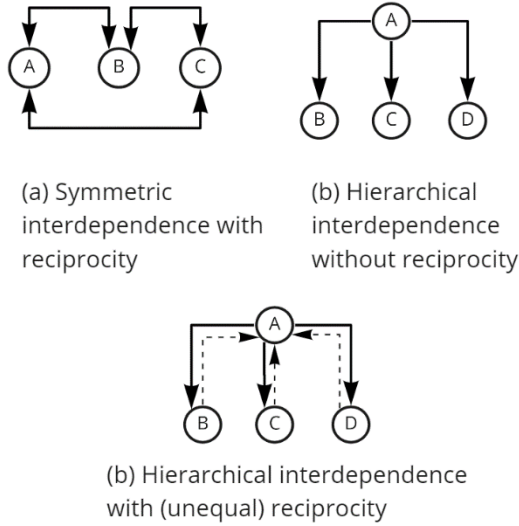 A B C
A
B C D
(a) Symmetric
interdependence with
reciprocity
(b) Hierarchical
interdependence
without reciprocity
A
B C D
(b) Hierarchical interdependence
with (unequal) reciprocity